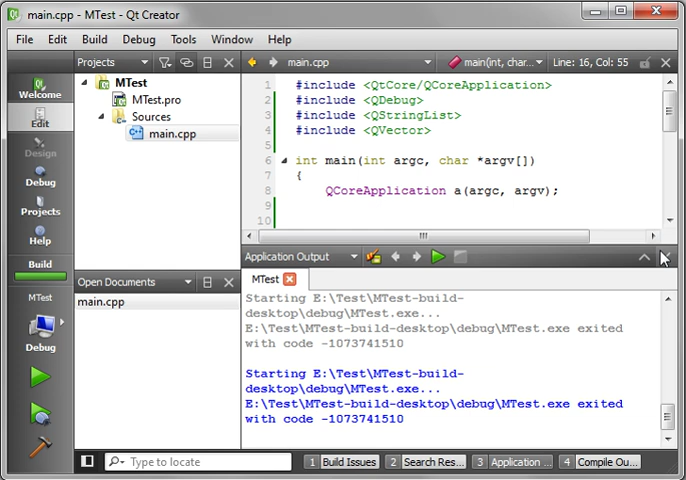 main.cpp - MTest - Qt Creator
File Edit Build Debug Tools Window Help
Projects
main.cpp
main(int, char...
Line: 16, Col: 55
Welcome
Edit
Design
Debug
Projects
Help
Build
MTest
Debug
MTest
MTest.pro
Sources
main.cpp
Open Documents
main.cpp
1 #include <QtCore/QCoreApplication>
2 #include <QDebug>
3 #include <QStringList>
4 #include <QVector>
5
6 int main(int argc, char *argv[])
7 {
8 QCoreApplication a(argc, argv);
9
10
Application Output
MTest
Starting E:\Test\MTest-build-
desktop\debug\MTest.exe...
E:\Test\MTest-build-desktop\debug\MTest.exe exited
with code -1073741510
Starting E:\Test\MTest-build-
desktop\debug\MTest.exe...
E:\Test\MTest-build-desktop\debug\MTest.exe exited
with code -1073741510
Type to locate
1 Build Issues
2 Search Res...
3 Application ...
4 Compile Ou...